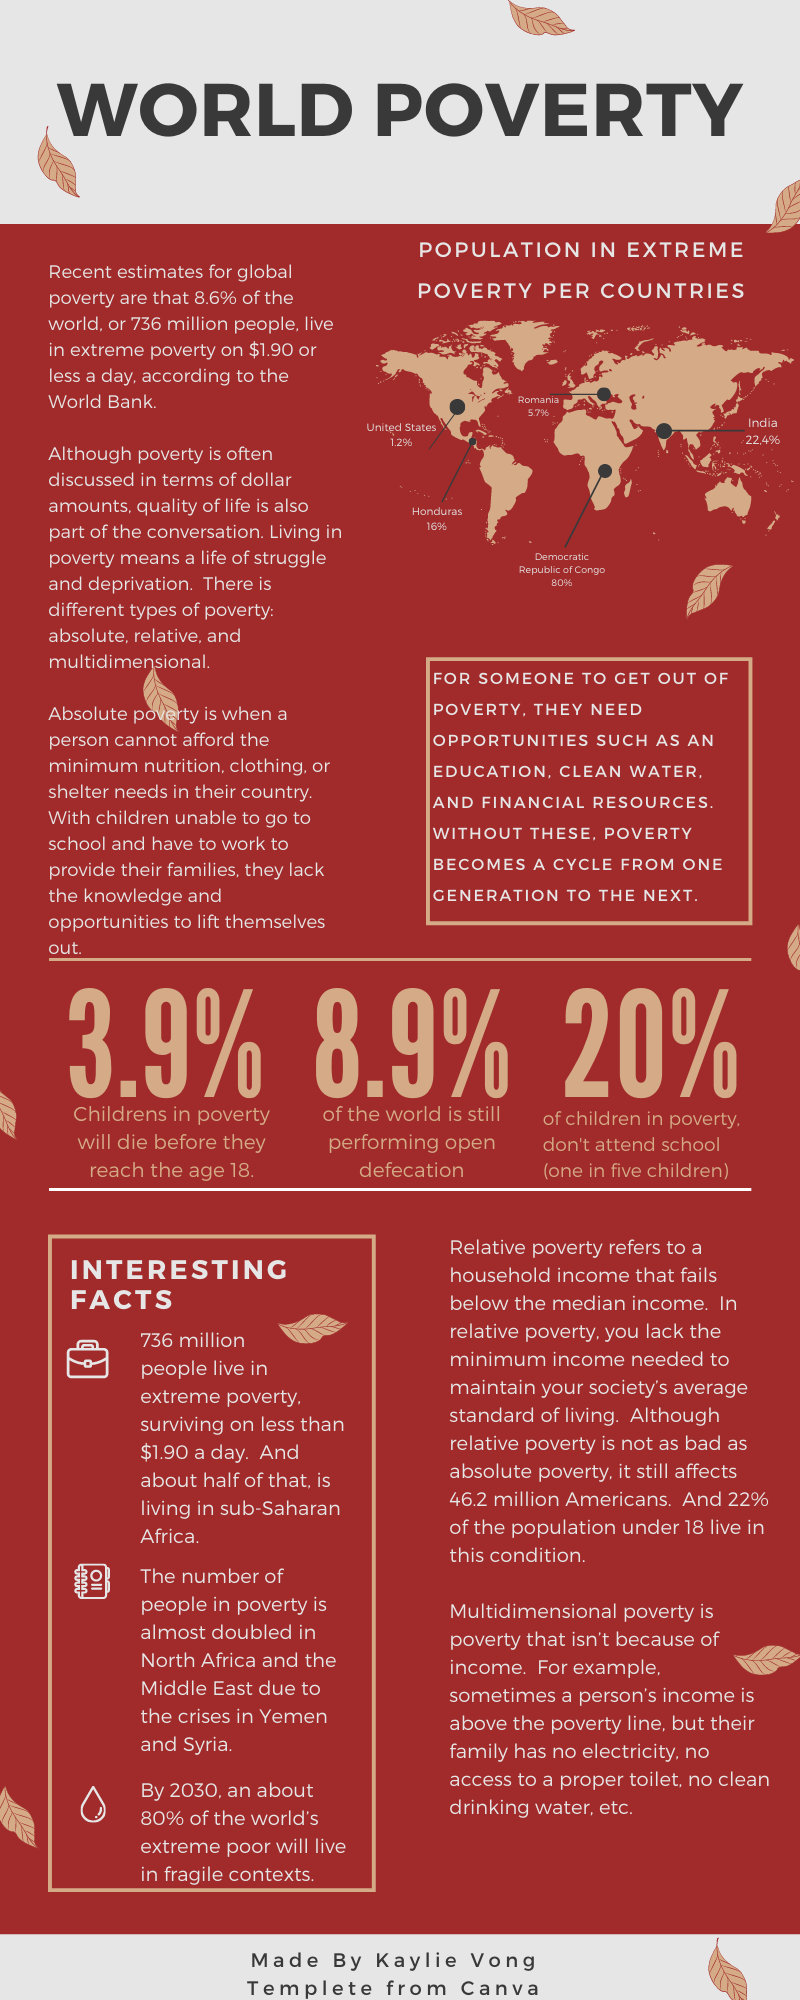 WORLD POVERTY
Recent estimates for global
poverty are that 8.6% of the
world, or 736 million people, live
in extreme poverty on $1.90 or
less a day, according to the
World Bank.
Although poverty is often
discussed in terms of dollar
amounts, quality of life is also
part of the conversation. Living in
poverty means a life of struggle
and deprivation.  There is
different types of poverty:
absolute, relative, and
multidimensional.
Absolute poverty is when a
person cannot afford the
minimum nutrition, clothing, or
shelter needs in their country.
With children unable to go to
school and have to work to
provide their families, they lack
the knowledge and
opportunities to lift themselves
out.
POPULATION IN EXTREME
POVERTY PER COUNTRIES
Romania
5.7%
United States
1.2%
India
22,4%
Honduras
16%
Democratic
Republic of Congo
80%
FOR SOMEONE TO GET OUT OF
POVERTY, THEY NEED
OPPORTUNITIES SUCH AS AN
EDUCATION, CLEAN WATER,
AND FINANCIAL RESOURCES.
WITHOUT THESE, POVERTY
BECOMES A CYCLE FROM ONE
GENERATION TO THE NEXT.
3.9%
Childrens in poverty
will die before they
reach the age 18.
8.9%
of the world is still
performing open
defecation
20%
of children in poverty,
don't attend school
(one in five children)
INTERESTING
FACTS
736 million
people live in
extreme poverty,
surviving on less than
$1.90 a day.  And
about half of that, is
living in sub-Saharan
Africa.
The number of
people in poverty is
almost doubled in
North Africa and the
Middle East due to
the crises in Yemen
and Syria.
By 2030, an about
80% of the world's
extreme poor will live
in fragile contexts.
Relative poverty refers to a
household income that fails
below the median income.  In
relative poverty, you lack the
minimum income needed to
maintain your society's average
standard of living.  Although
relative poverty is not as bad as
absolute poverty, it still affects
46.2 million Americans.  And 22%
of the population under 18 live in
this condition.
Multidimensional poverty is
poverty that isn't because of
income.  For example,
sometimes a person's income is
above the poverty line, but their
family has no electricity, no
access to a proper toilet, no clean
drinking water, etc.
Made By Kaylie Vong
Templete from Canva